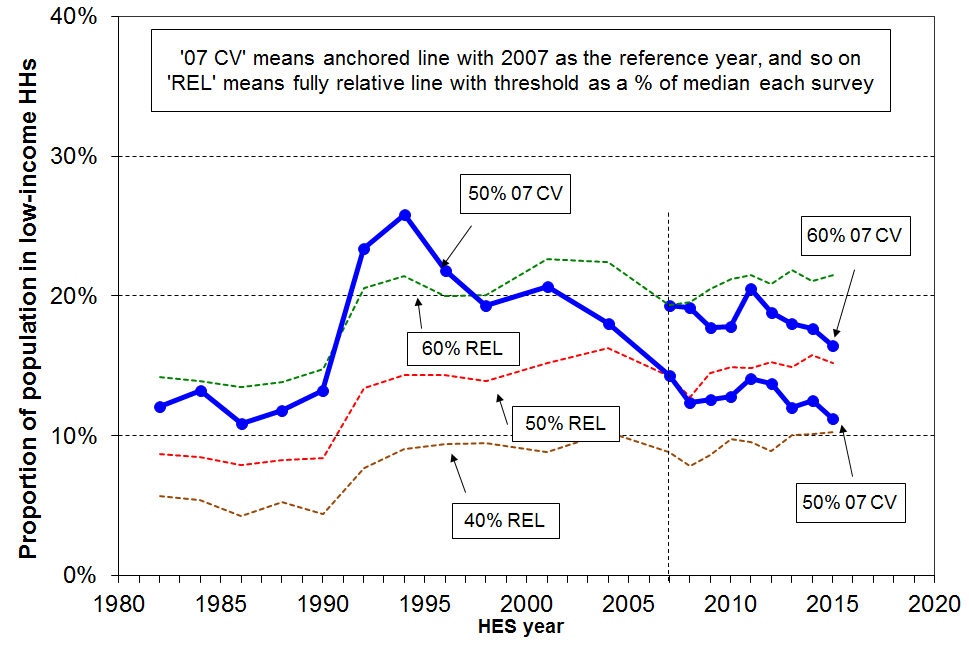 40%
'07 CV' means anchored line with 2007 as the reference year, and so on
'REL' means fully relative line with threshold as a % of median each survey
30%
50% 07 CV
60% 07 CV
20%
60% REL
50% REL
10%
50% 07 CV
40% REL
0%
1980 1985 1990 1995 2000 2005 2010 2015 2020
HES year
Proportion of population in low-income HHs